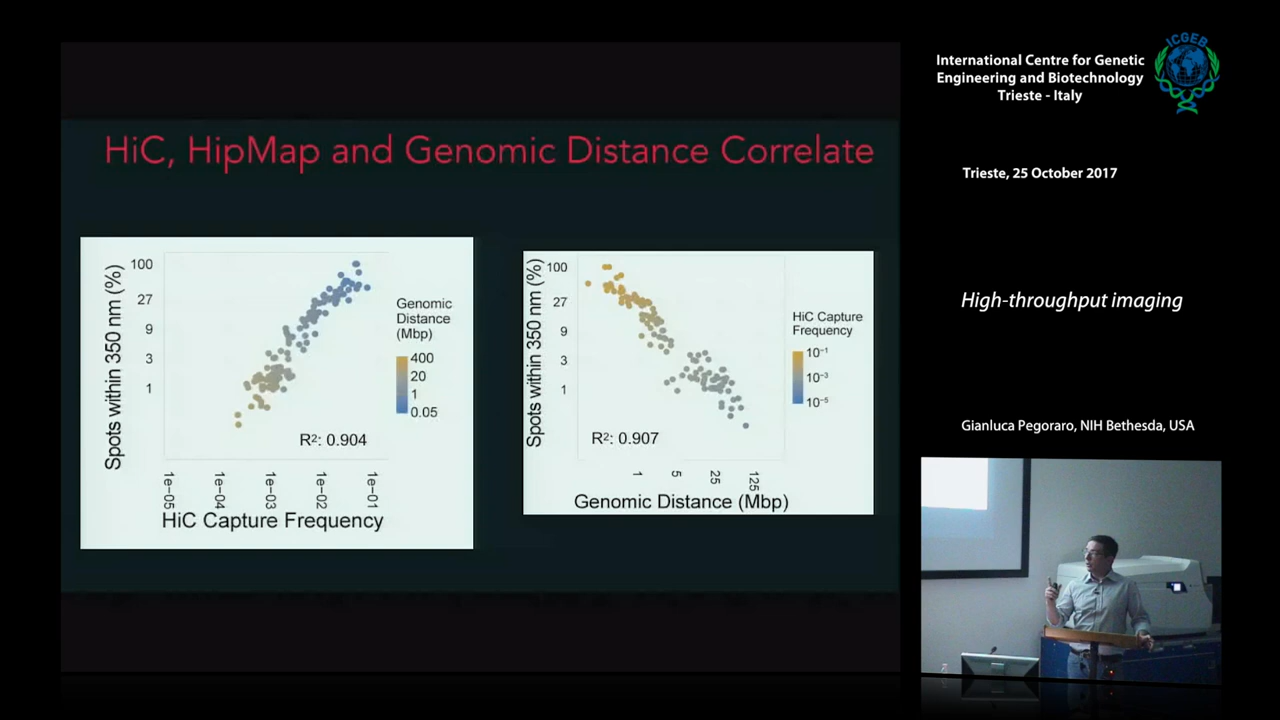 HiC, HipMap and Genomic Distance Correlate
Spots within 350 nm (%)
100
27
9
3
1
R²: 0.904
1e−05
1e−04
1e−03
1e−02
1e−01
HiC Capture Frequency
Genomic
Distance
(Mbp)
400
20
1
0.05
Spots within 350 nm (%)
100
27
9
3
1
R²: 0.907
1
5
25
125
Genomic Distance (Mbp)
HiC Capture
Frequency
10⁻¹
10⁻³
10⁻⁵
International Centre for Genetic
Engineering and Biotechnology
Trieste - Italy
ICGEB
Trieste, 25 October 2017
High-throughput imaging
Gianluca Pegoraro, NIH Bethesda, USA